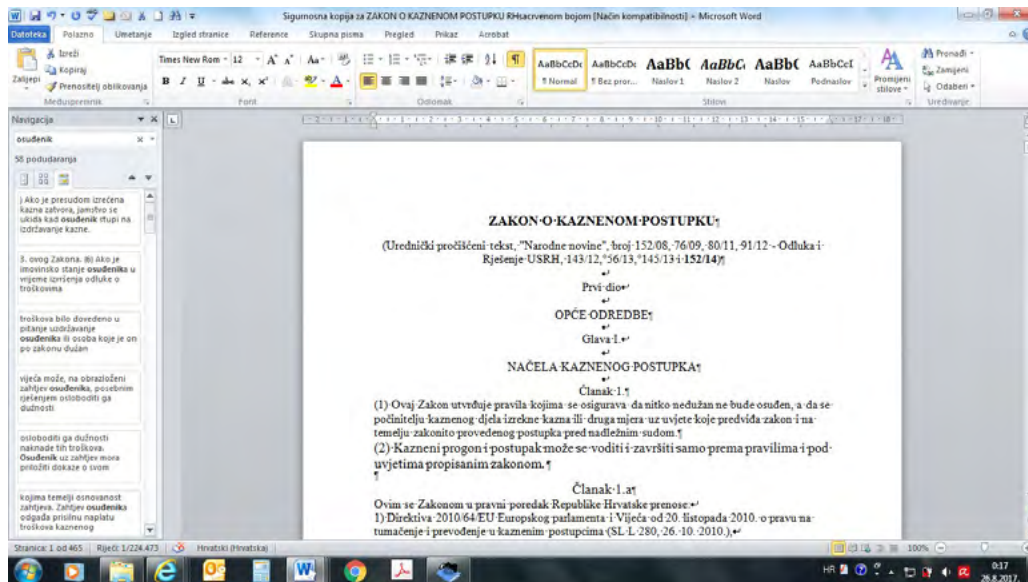 Sigurnosna kopija za ZAKON O KAZNENOM POSTUPKU RHsacrvenom bojom [Način kompatibilnosti] - Microsoft Word
Datoteka Polazno Umetanje Izgled stranice Reference Skupna pisma Pregled Prikaz Acrobat
Zalijepi
Izreži
Kopiraj
Prenositelj oblikovanja
Međuspremnik
Times New Rom 12
Font
Odlomak
AaBbCcDc AaBbCcDc AaBbC AaBbC AaBbC AaBbCcI
¶ Normal ¶ Bez pror... Naslov 1 Naslov 2 Naslov Podnaslov
Promijeni stilove
Stilovi
Pronađi
Zamijeni
Odaberi
Uređivanje
Navigacija
osuđenik
58 podudaranja
) Ako je presudom izrečena
kazna zatvora, jamstvo se
ukida kad osuđenik stupi na
izdržavanje kazne.
3. ovog Zakona. (6) Ako je
imovinsko stanje osuđenika u
vrijeme izvršenja odluke o
troškovima
troškova bilo dovedeno u
pitanje uzdržavanje
osuđenika ili osoba koje je on
po zakonu dužan
vijeća može, na obrazloženi
zahtjev osuđenika, posebnim
rješenjem osloboditi ga
dužnosti
osloboditi ga dužnosti
naknade tih troškova.
Osuđenik uz zahtjev mora
priložiti dokaze o svom
kojima temelji osnovanost
zahtjeva. Zahtjev osuđenika
odgađa prisilnu naplatu
troškova kaznenog
ZAKON O KAZNENOM POSTUPKU¶
(Urednički pročišćeni tekst, "Narodne novine", broj 152/08, 76/09, 80/11, 91/12 - Odluka i
Rješenje USRH, 143/12, 56/13, 145/13 i 152/14)¶
Prvi dio
OPĆE ODREDBE¶
Glava I.
NAČELA KAZNENOG POSTUPKA¶
Članak 1.¶
(1) Ovaj Zakon utvrđuje pravila kojima se osigurava da nitko nedužan ne bude osuđen, a da se
počinitelju kaznenog djela izrekne kazna ili druga mjera uz uvjete koje predviđa zakon i na
temelju zakonito provedenog postupka pred nadležnim sudom.¶
(2) Kazneni progon i postupak može se voditi i završiti samo prema pravilima i pod
uvjetima propisanim zakonom. ¶
¶
Članak 1.a¶
Ovim se Zakonom u pravni poredak Republike Hrvatske prenose:
1) Direktiva 2010/64/EU Europskog parlamenta i Vijeća od 20. listopada 2010. o pravu na
tumačenje i prevođenje u kaznenim postupcima (SL L 280, 26. 10. 2010.),
Stranica: 1 od 465 Riječi: 1/224.473 Hrvatski (Hrvatska) 100%
HR 0:17
26.8.2017